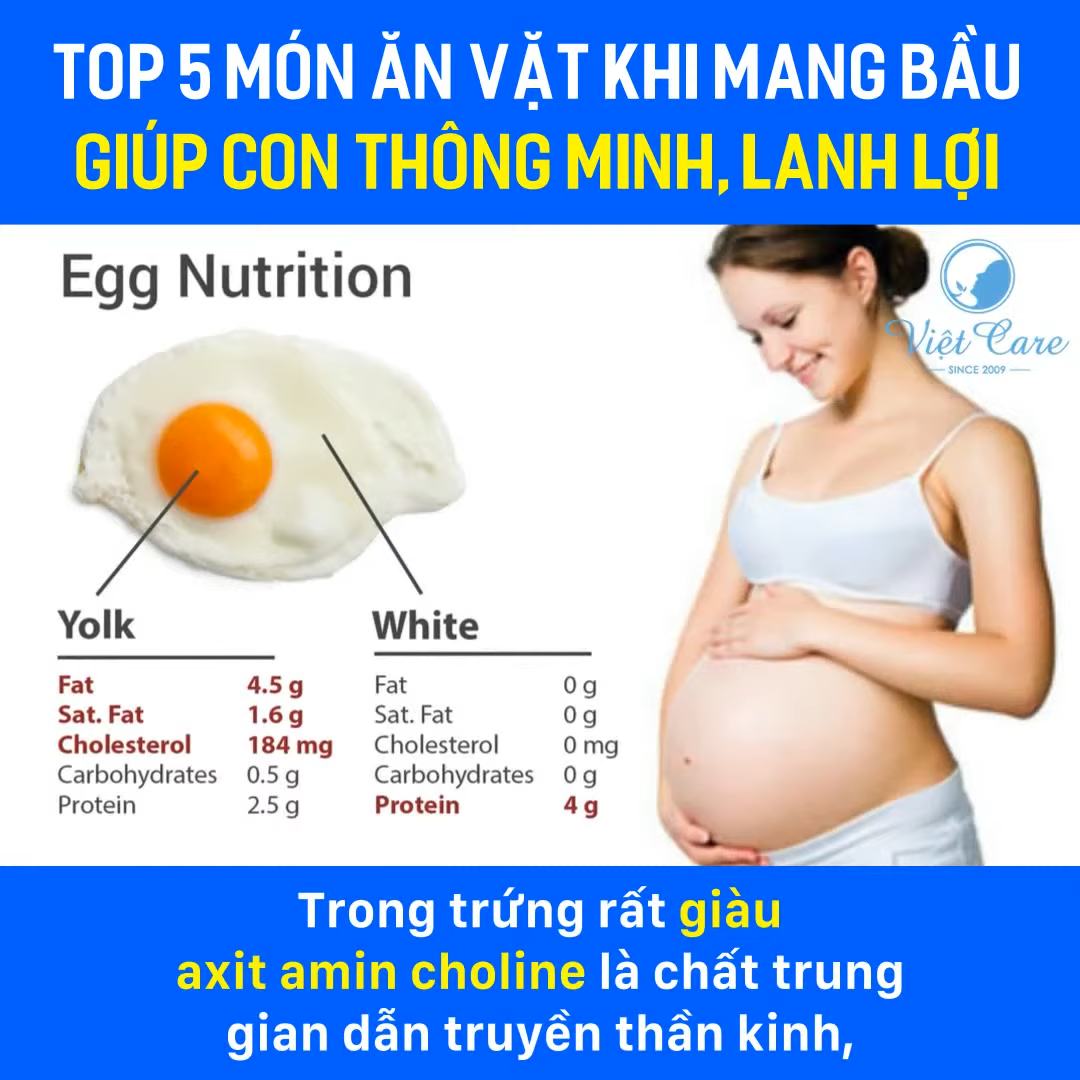 TOP 5 MÓN ĂN VẶT KHI MANG BẦU
GIÚP CON THÔNG MINH, LANH LỢI
Egg Nutrition
Việt Care
SINCE 2009
Yolk
Fat 4.5 g
Sat. Fat 1.6 g
Cholesterol 184 mg
Carbohydrates 0.5 g
Protein 2.5 g
White
Fat 0 g
Sat. Fat 0 g
Cholesterol 0 mg
Carbohydrates 0 g
Protein 4 g
Trong trứng rất giàu
axit amin choline là chất trung
gian dẫn truyền thần kinh,